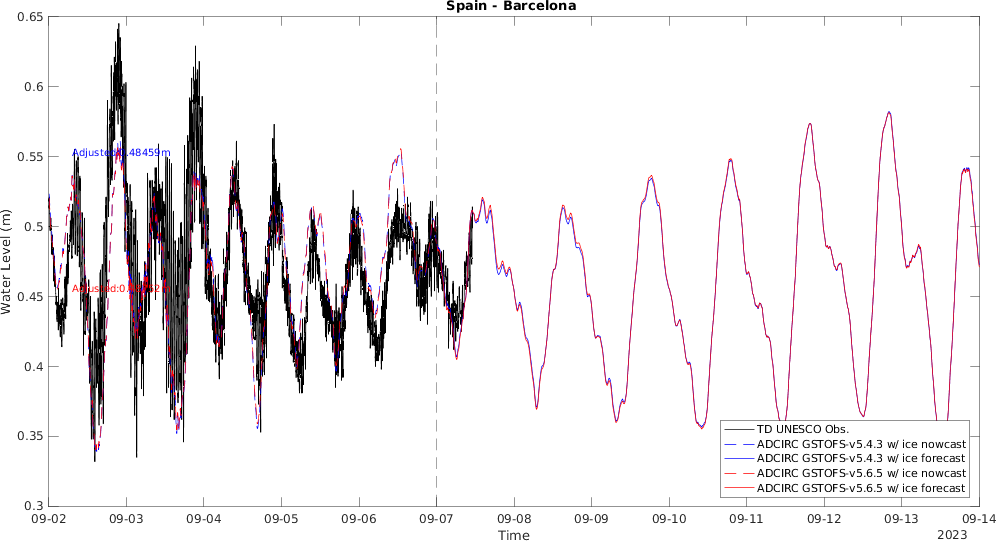 Spain - Barcelona
0.65
0.6
0.55
0.5
0.45
0.4
0.35
0.3
Water Level (m)
Adjusted:0.48459m
TD UNESCO Obs.
ADCIRC GSTOFS-v5.4.3 w/ ice nowcast
ADCIRC GSTOFS-v5.4.3 w/ ice forecast
ADCIRC GSTOFS-v5.6.5 w/ ice nowcast
ADCIRC GSTOFS-v5.6.5 w/ ice forecast
09-02 09-03 09-04 09-05 09-06 09-07 09-08 09-09 09-10 09-11 09-12 09-13 09-14
Time
2023